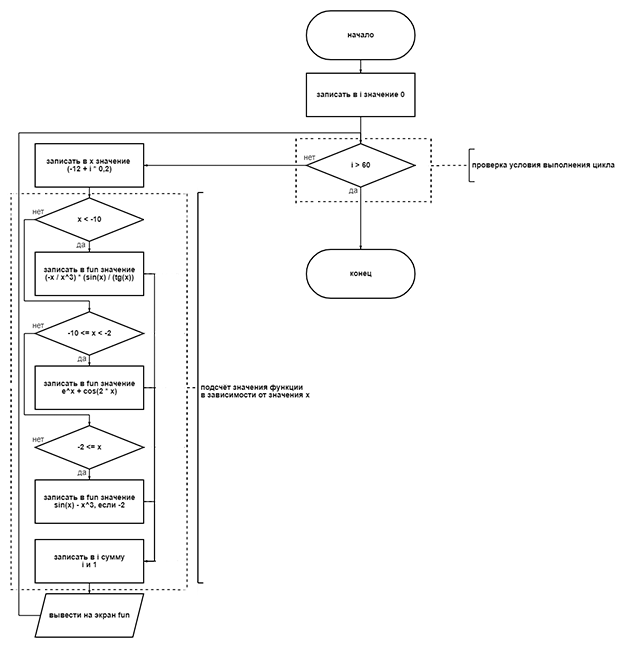 начало
записать в i значение 0
i > 60
нет
да
проверка условия выполнения цикла
конец
записать в x значение
(-12 + i * 0,2)
x < -10
нет
да
записать в fun значение
(-x / x^3) * (sin(x) / (tg(x))
-10 <= x < -2
нет
да
записать в fun значение
e^x + cos(2 * x)
-2 <= x
нет
да
записать в fun значение
sin(x) - x^3, если -2
записать в i сумму
i и 1
подсчёт значения функции
в зависимости от значения x
вывести на экран fun